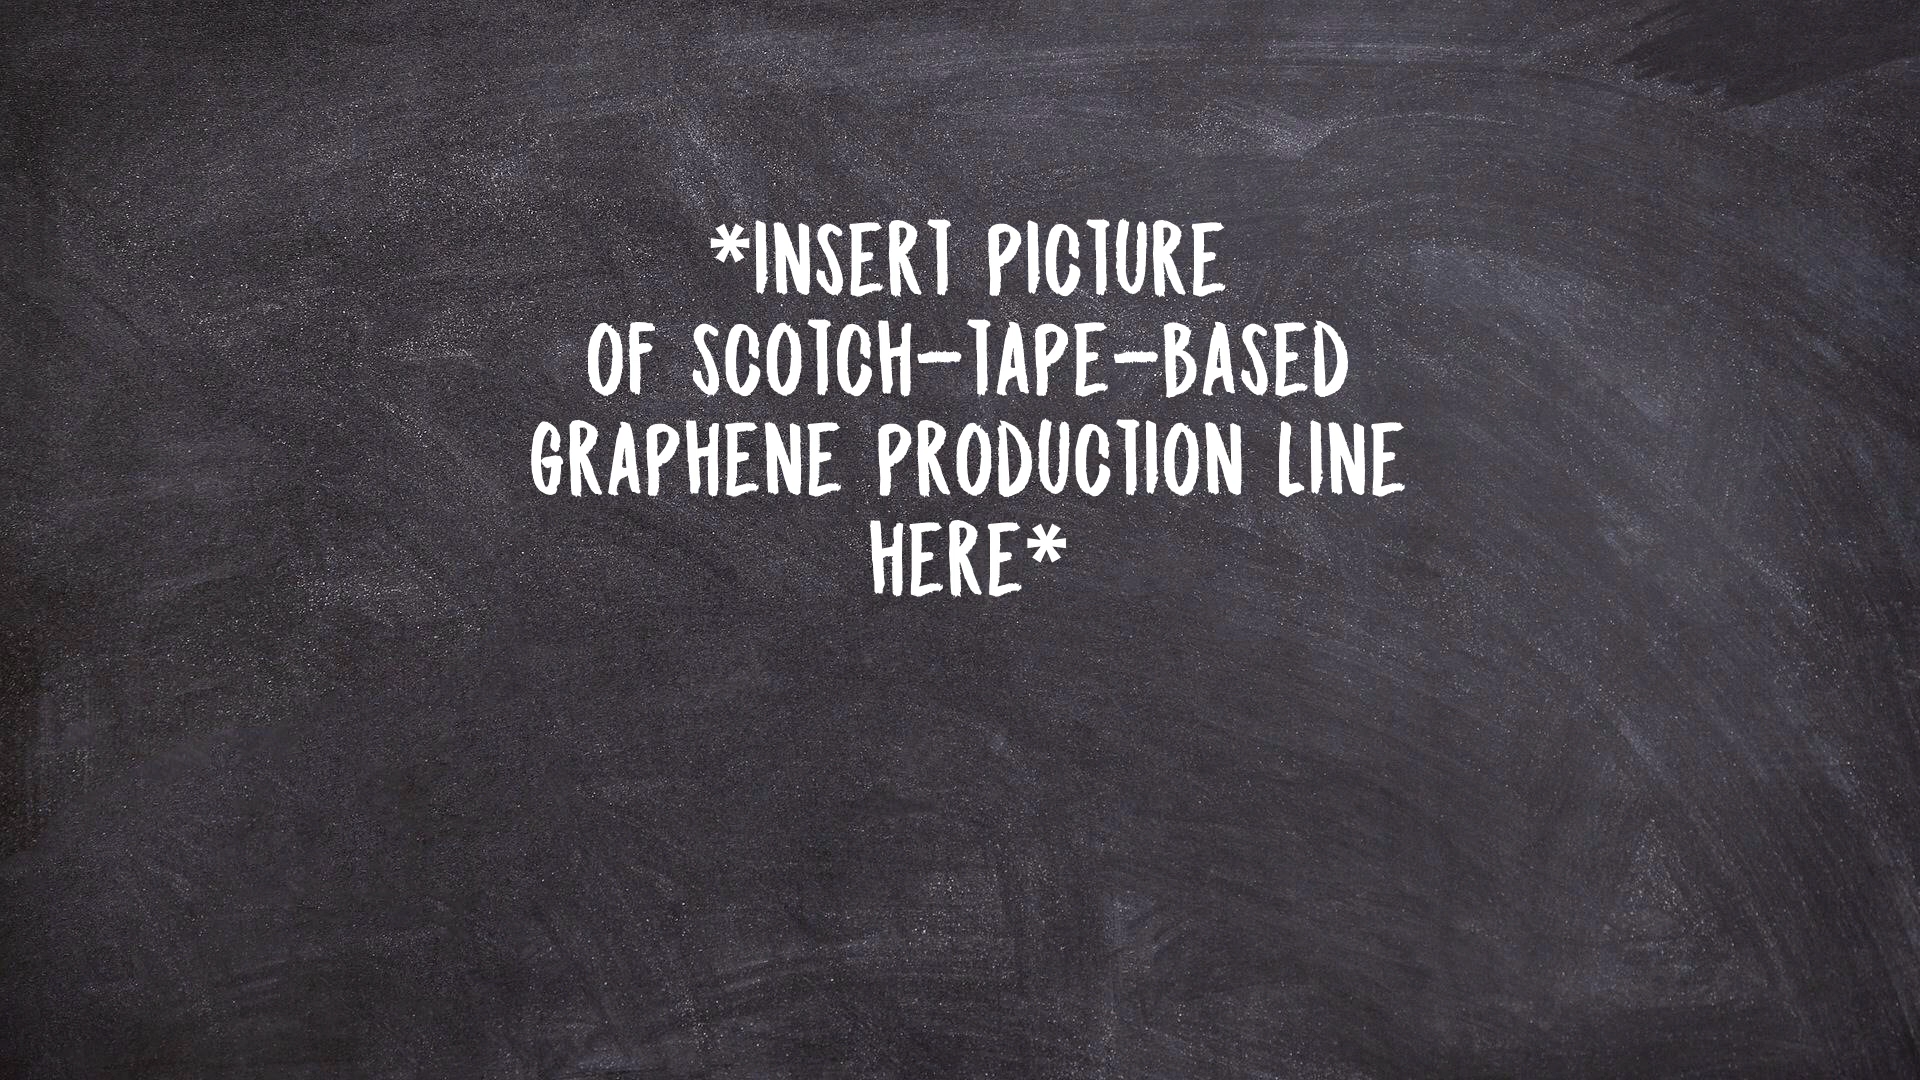 *INSERT PICTURE
OF SCOTCH-TAPE-BASED
GRAPHENE PRODUCTION LINE
HERE*